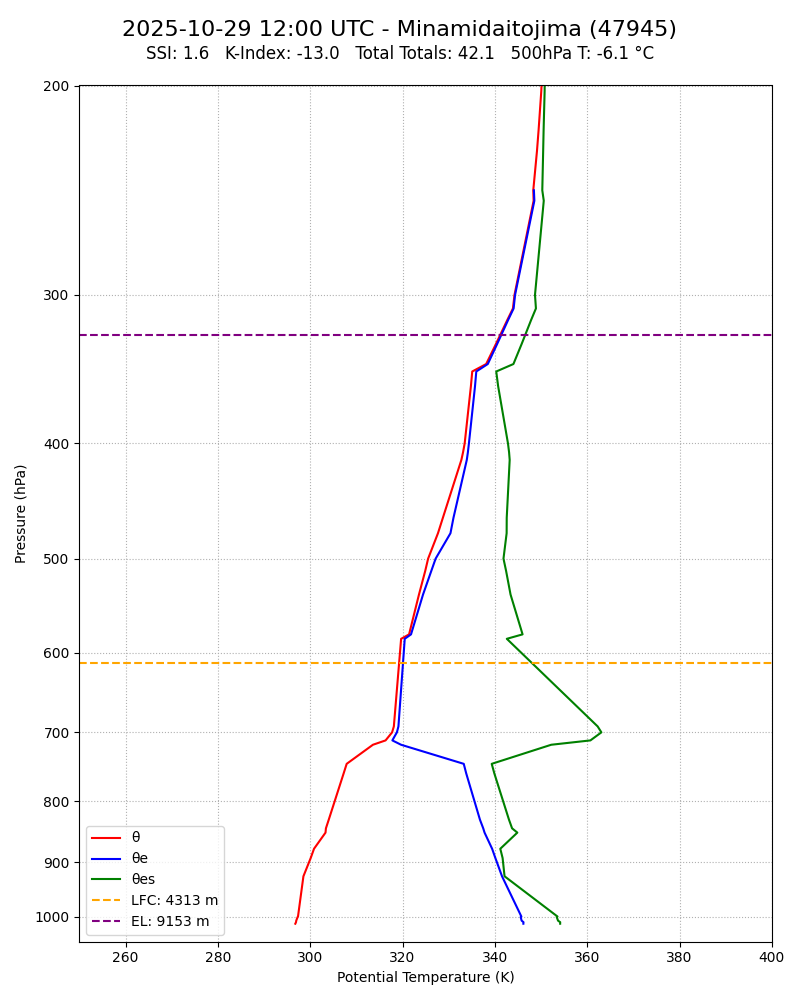 2025-10-29 12:00 UTC - Minamidaitojima (47945)
SSI: 1.6 K-Index: -13.0 Total Totals: 42.1 500hPa T: -6.1 °C
200
300
400
500
600
700
800
900
1000
Pressure (hPa)
θ
θe
θes
LFC: 4313 m
EL: 9153 m
260 280 300 320 340 360 380 400
Potential Temperature (K)